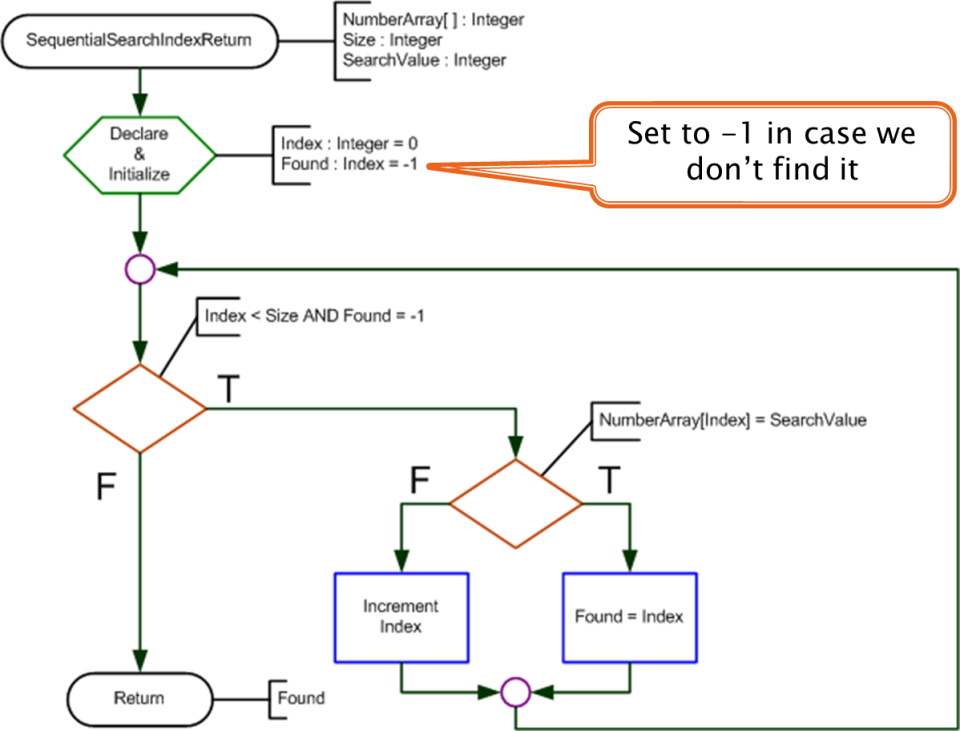 SequentialSearchIndexReturn
NumberArray[ ] : Integer
Size : Integer
SearchValue : Integer
Declare
&
Initialize
Index : Integer = 0
Found : Index = -1
Set to –1 in case we
don’t find it
Index < Size AND Found = -1
T
F
NumberArray[Index] = SearchValue
F
T
Increment
Index
Found = Index
Return
Found